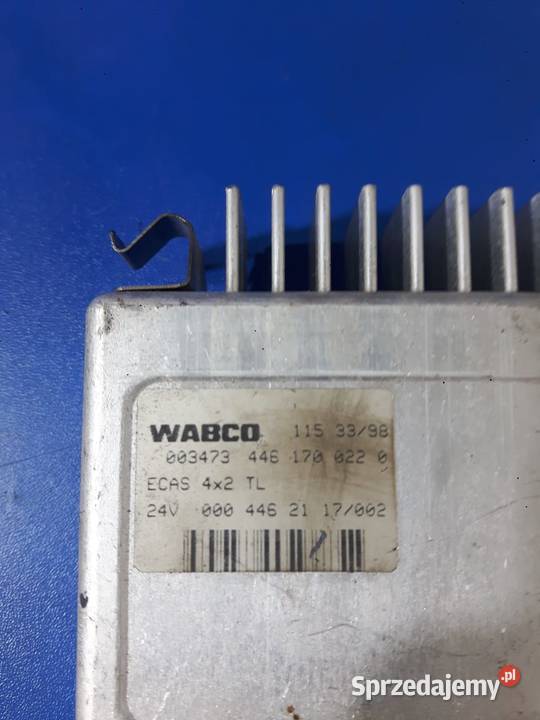 WABCO 115 33/98
003473 446 170 022 0
ECAS 4x2 TL
24V 000 446 21 17/002
Sprzedajemy.pl